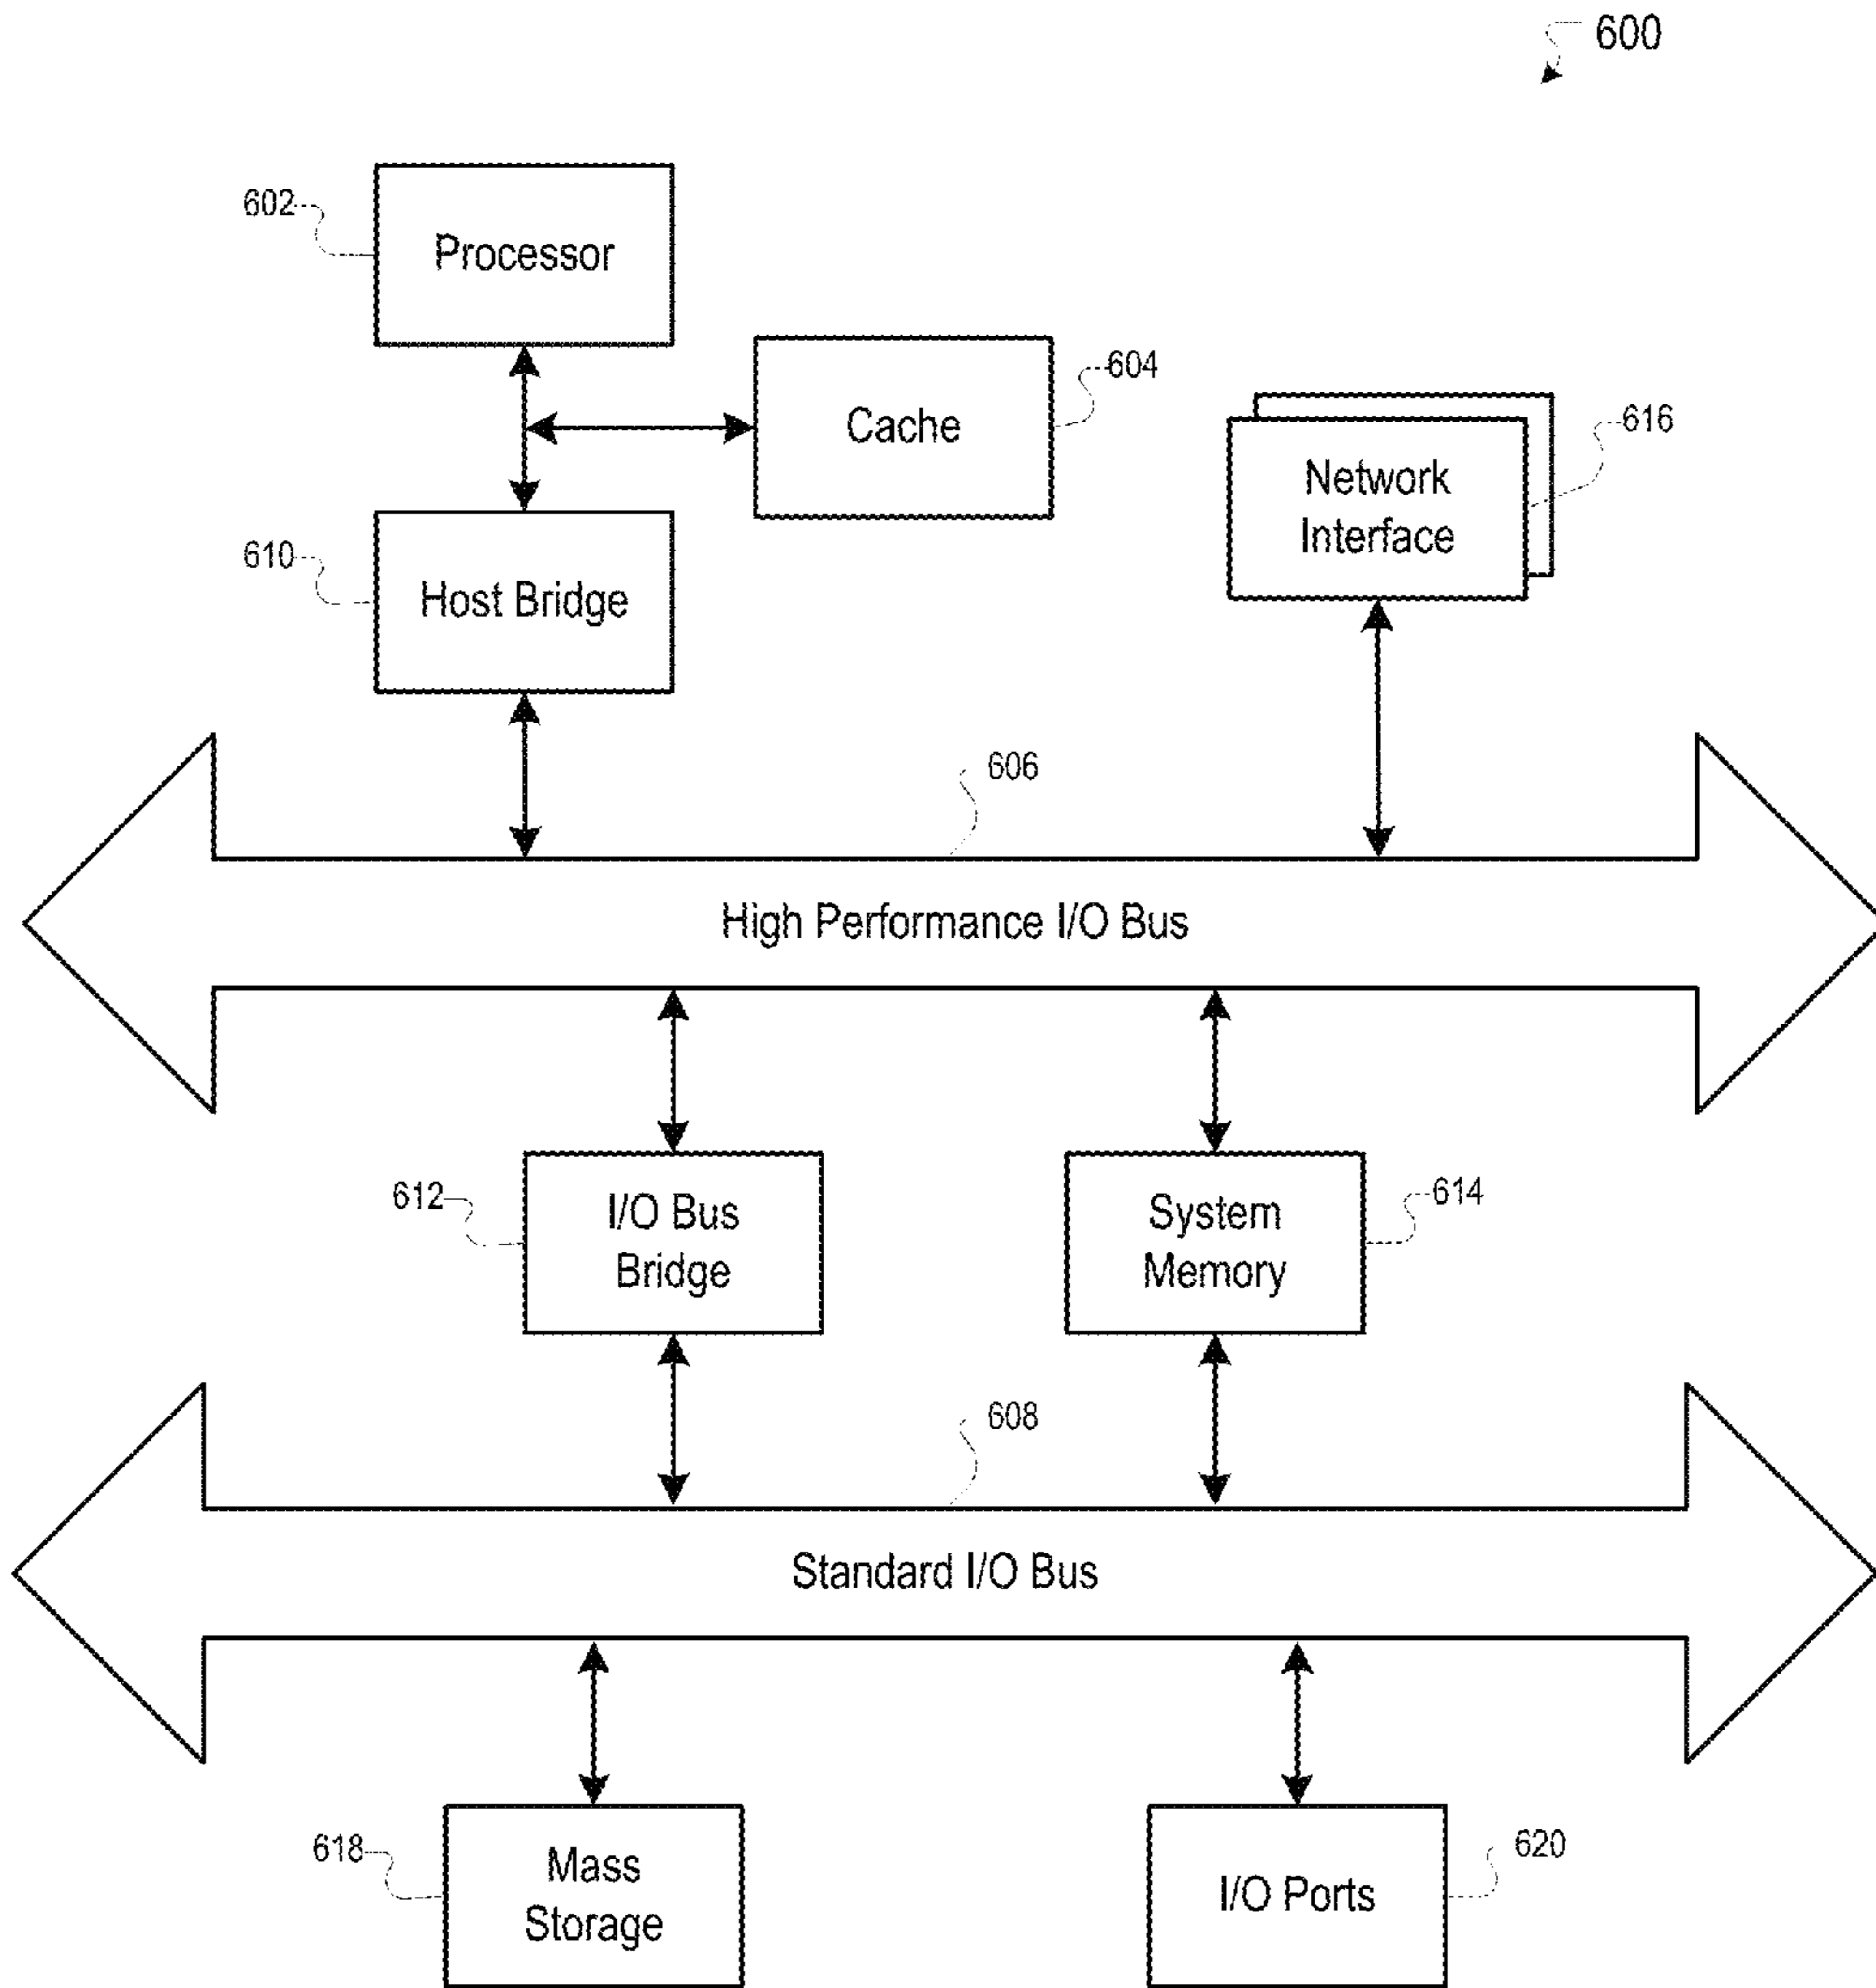 600
602
Processor
604
Cache
616
Network
Interface
610
Host Bridge
606
High Performance I/O Bus
612
I/O Bus
Bridge
System
Memory
614
608
Standard I/O Bus
618
Mass
Storage
I/O Ports
620